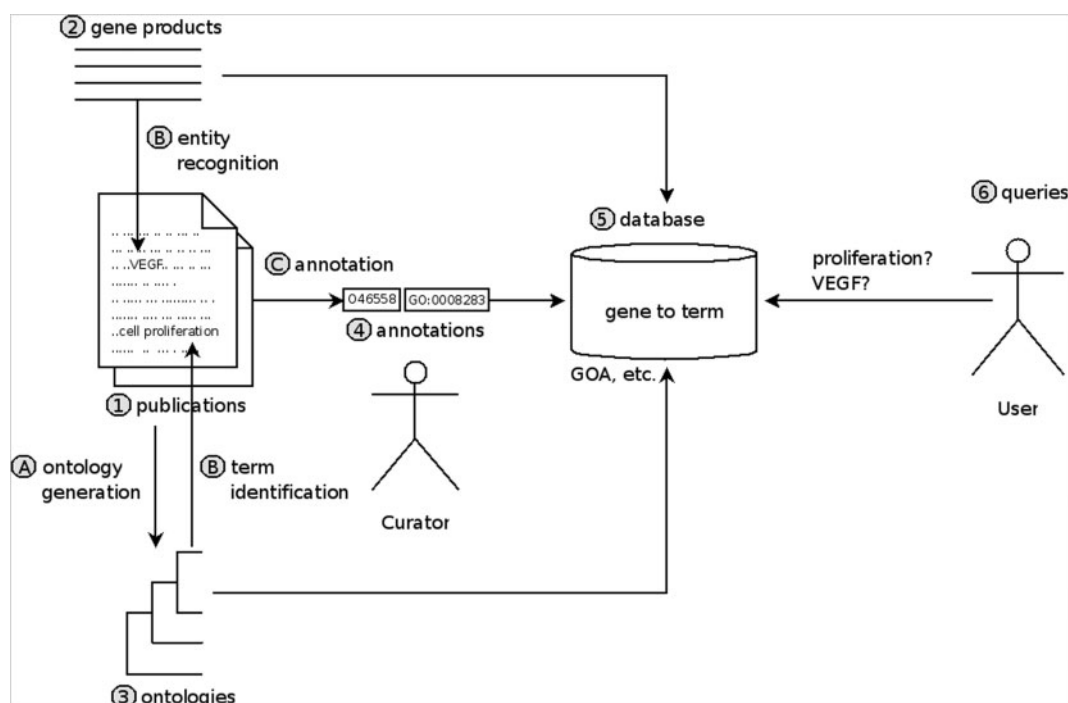 2 gene products
B entity
recognition
.. ..VEGF.. ... .. ...
..cell proliferation
1 publications
C annotation
O46558 GO:0008283
4 annotations
Curator
A ontology
generation
B term
identification
3 ontologies
5 database
gene to term
GOA, etc.
6 queries
proliferation?
VEGF?
User